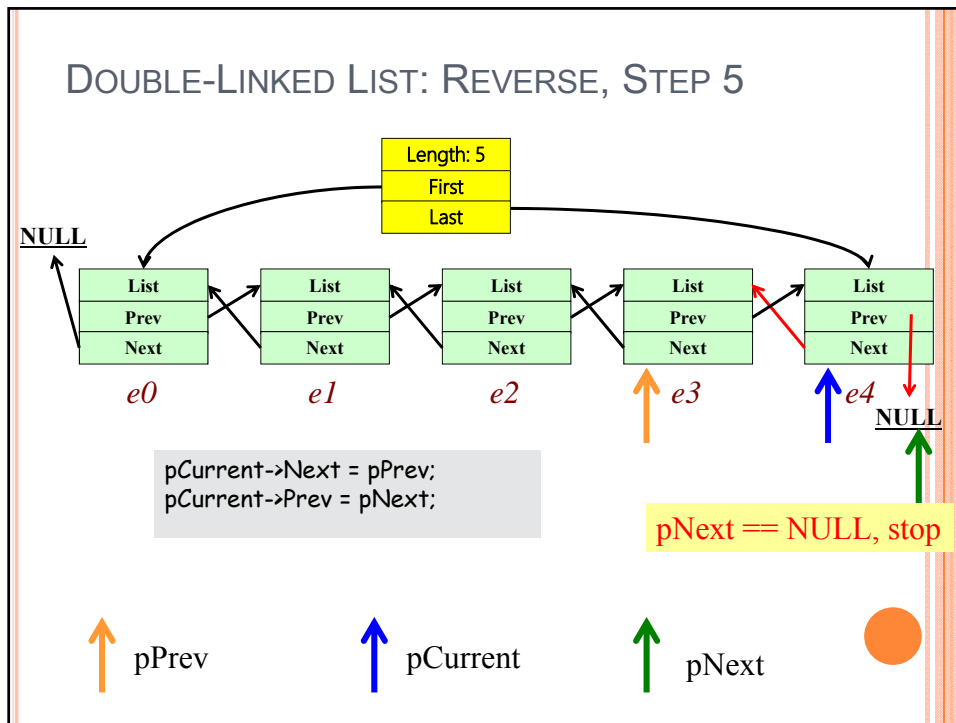 DOUBLE-LINKED LIST: REVERSE, STEP 5
Length: 5
First
Last
NULL
List
Prev
Next
List
Prev
Next
List
Prev
Next
List
Prev
Next
List
Prev
Next
e0
e1
e2
e3
e4
NULL
pCurrent->Next = pPrev;
pCurrent->Prev = pNext;
pNext == NULL, stop
pPrev
pCurrent
pNext